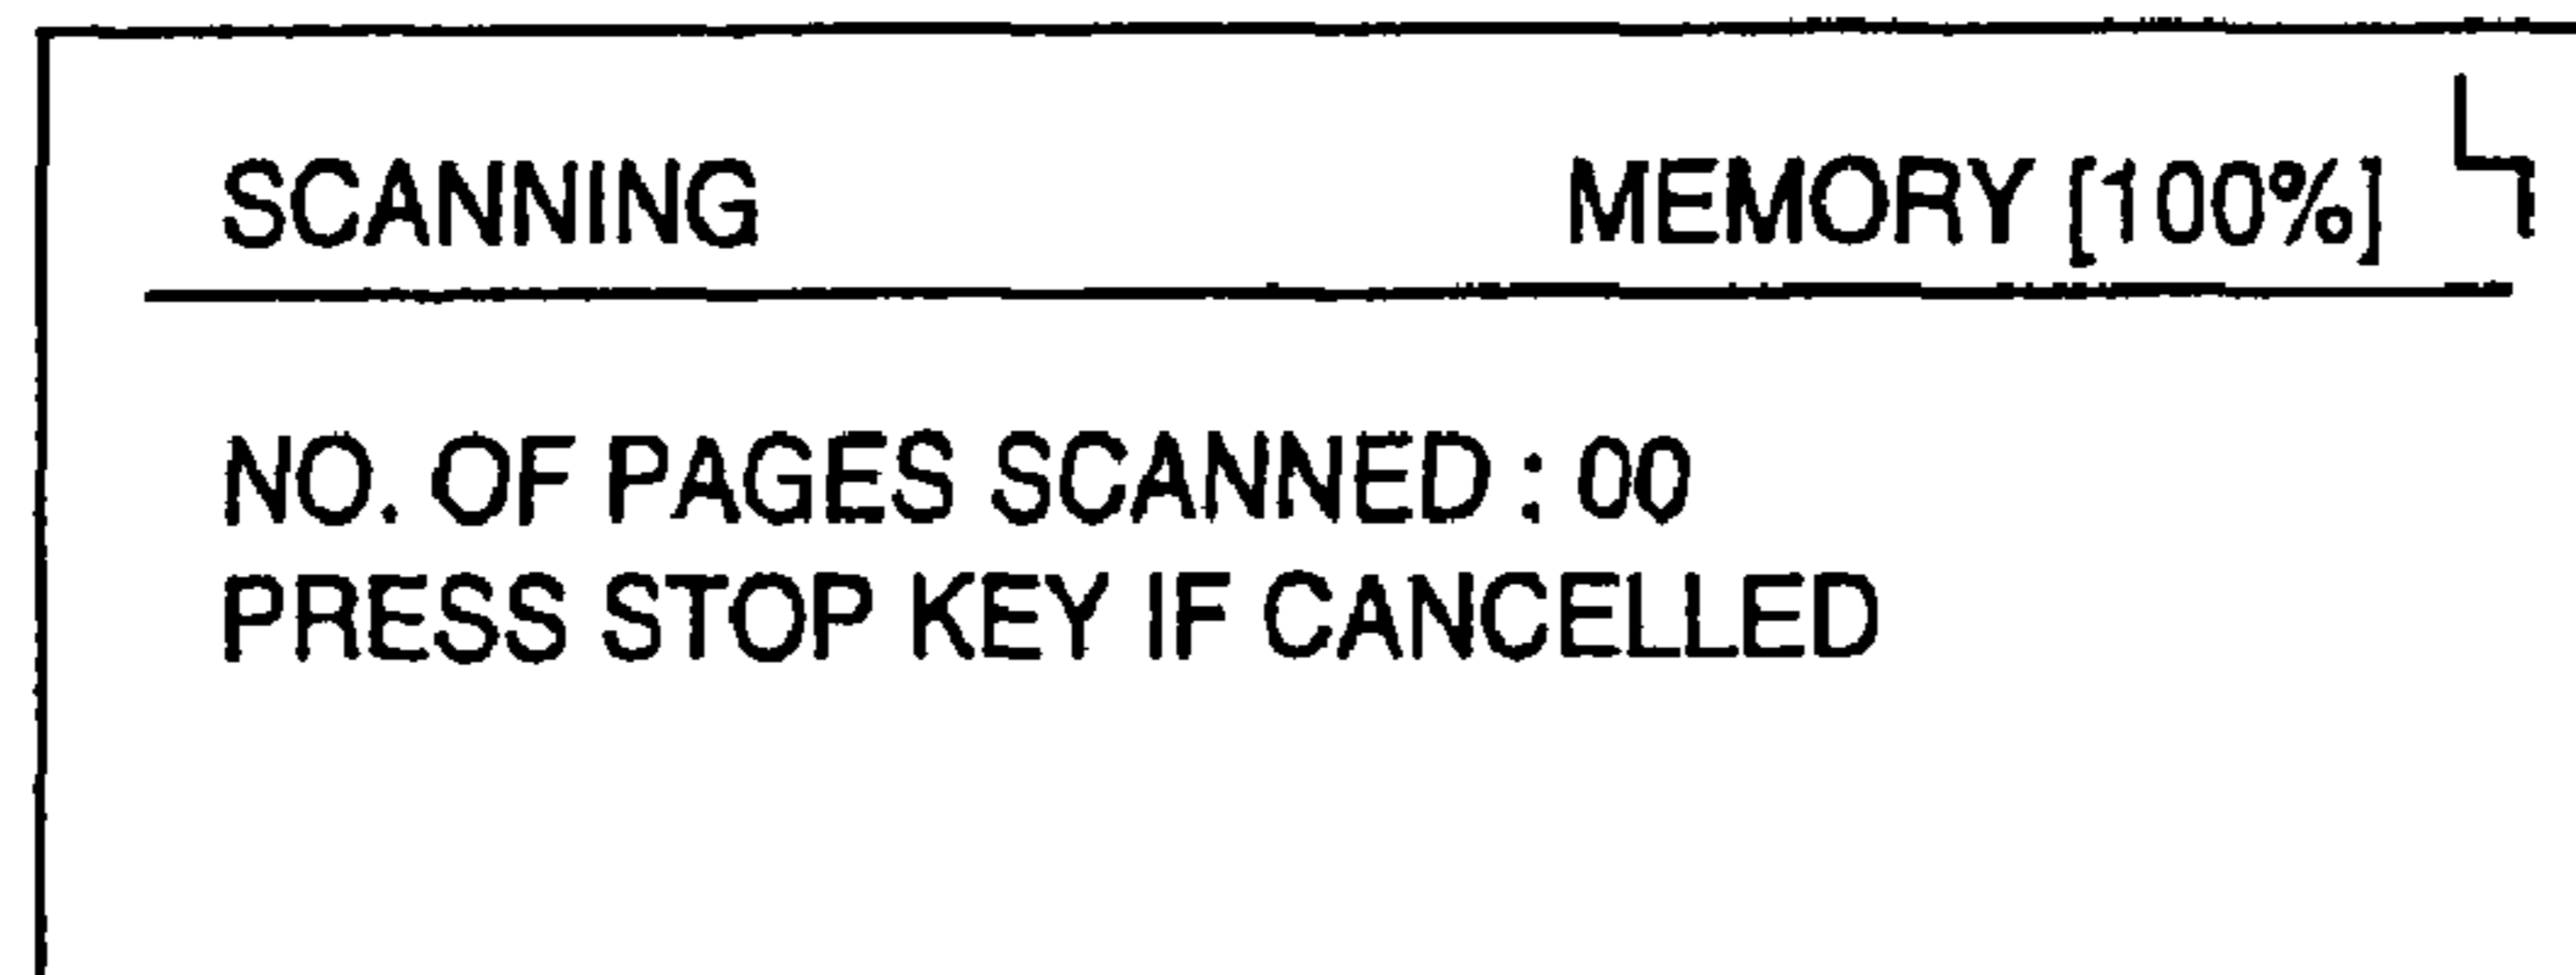 SCANNING MEMORY [100%]
NO. OF PAGES SCANNED : 00
PRESS STOP KEY IF CANCELLED